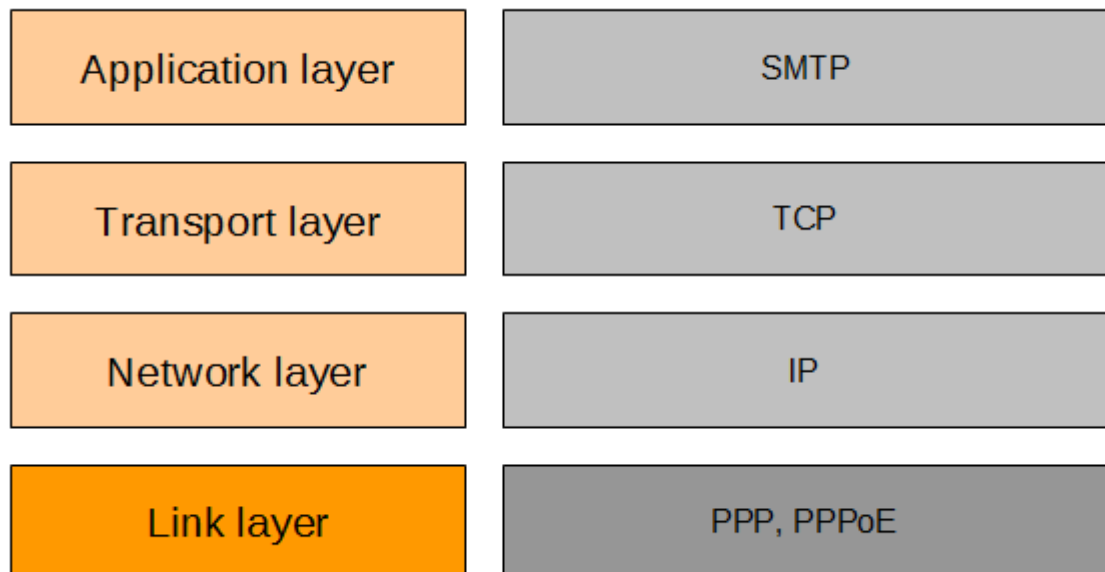 Application layer
SMTP
Transport layer
TCP
Network layer
IP
Link layer
PPP, PPPoE